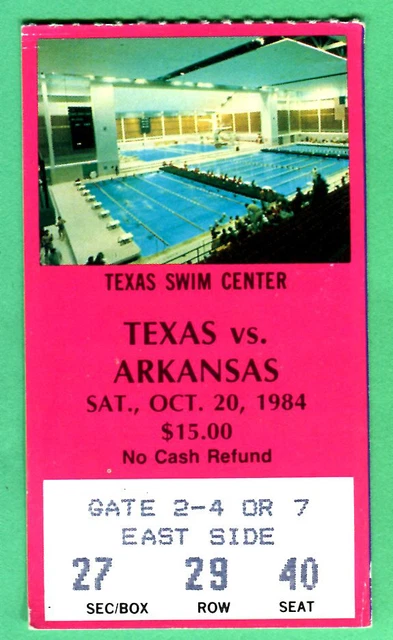 TEXAS SWIM CENTER
TEXAS vs.
ARKANSAS
SAT., OCT. 20, 1984
$15.00
No Cash Refund
GATE 2-4 OR 7
EAST SIDE
27 29 40
SEC/BOX ROW SEAT